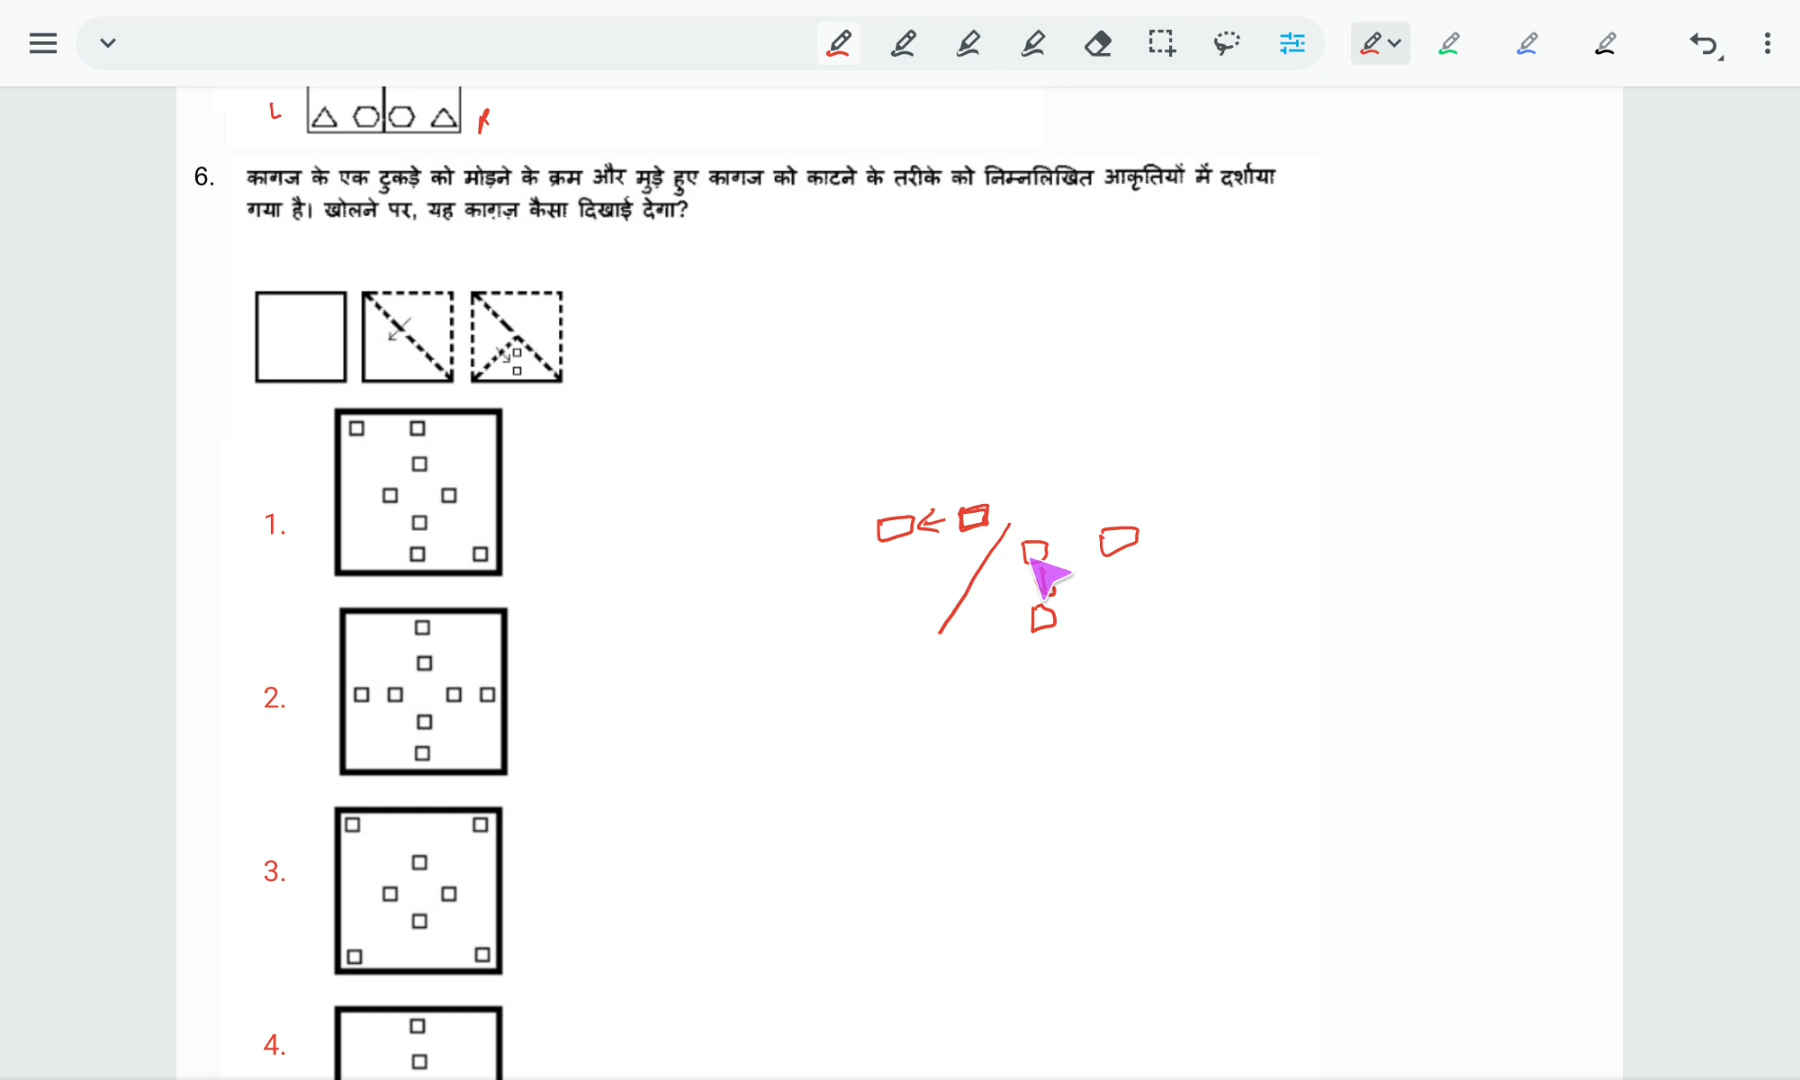 L
R
6. कागज के एक टुकड़े को मोड़ने के क्रम और मुड़े हुए कागज को काटने के तरीके को निम्नलिखित आकृतियों में दर्शाया
गया है। खोलने पर, यह काग़ज़ कैसा दिखाई देगा?
1.
2.
3.
4.